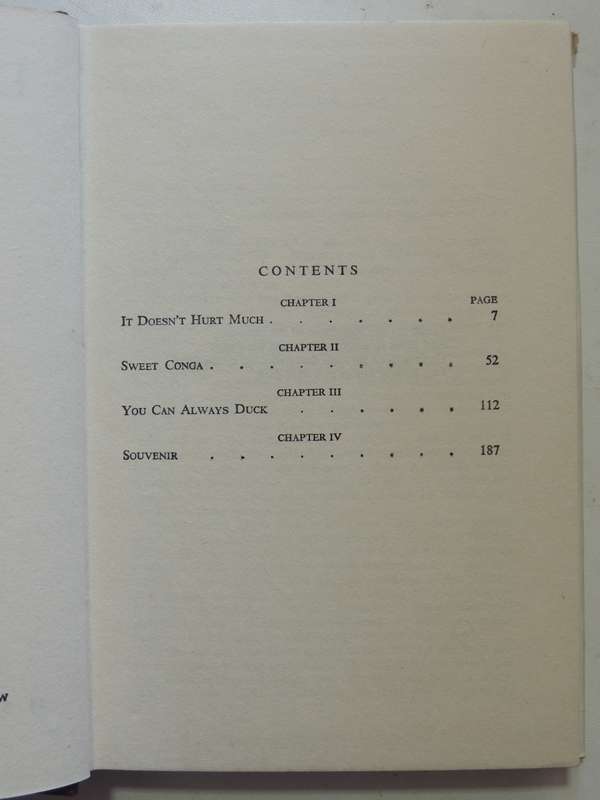 CONTENTS
CHAPTER I PAGE
IT DOESN'T HURT MUCH . . . . . . . 7
CHAPTER II
SWEET CONGA . . . . . . . . . 52
CHAPTER III
YOU CAN ALWAYS DUCK . . . . . . 112
CHAPTER IV
SOUVENIR . . . . . . . . . 187
W